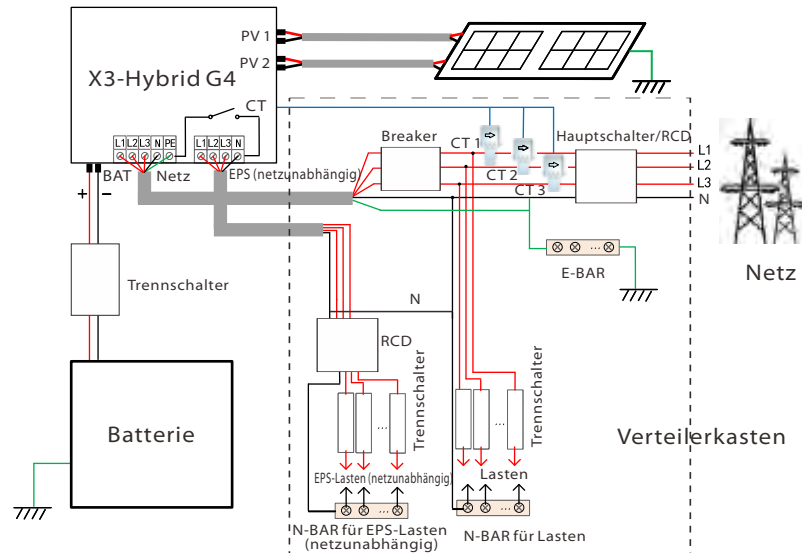 PV 1
X3-Hybrid G4
PV 2
CT
L1 L2 L3 N PE
L1 L2 L3 N
BAT
Netz
EPS (netzunabhängig)
+
−
Breaker
CT 1
CT 2
CT 3
Hauptschalter/RCD
L1
L2
L3
N
Netz
E-BAR
Trennschalter
N
RCD
Trennschalter
Trennschalter
...
...
Batterie
Verteilerkasten
EPS-Lasten (netzunabhängig)
Lasten
...
...
...
N-BAR für EPS-Lasten
(netzunabhängig)
N-BAR für Lasten